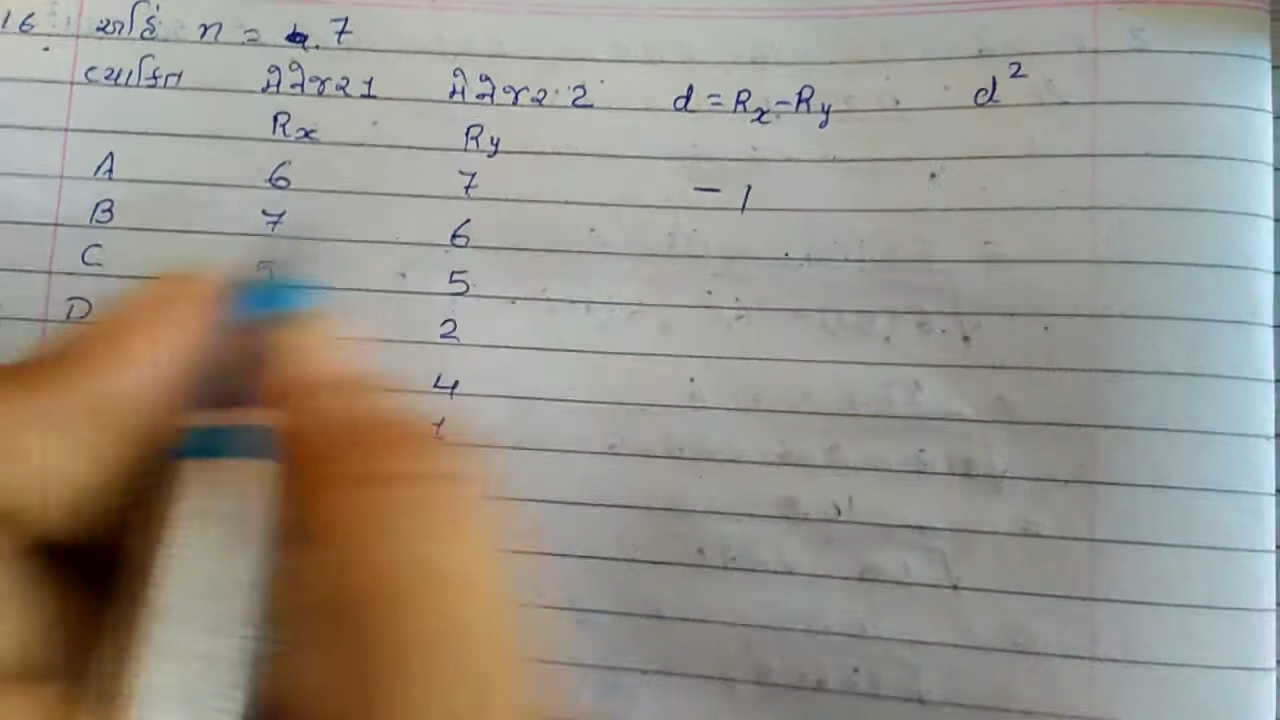 16 અહીં n = 7
વ્યક્તિ મેનેજર 1 મેનેજર 2 d = Rx - Ry d²
Rx Ry
A 6 7 - 1
B 7 6
C 5 5
D 2
4
1